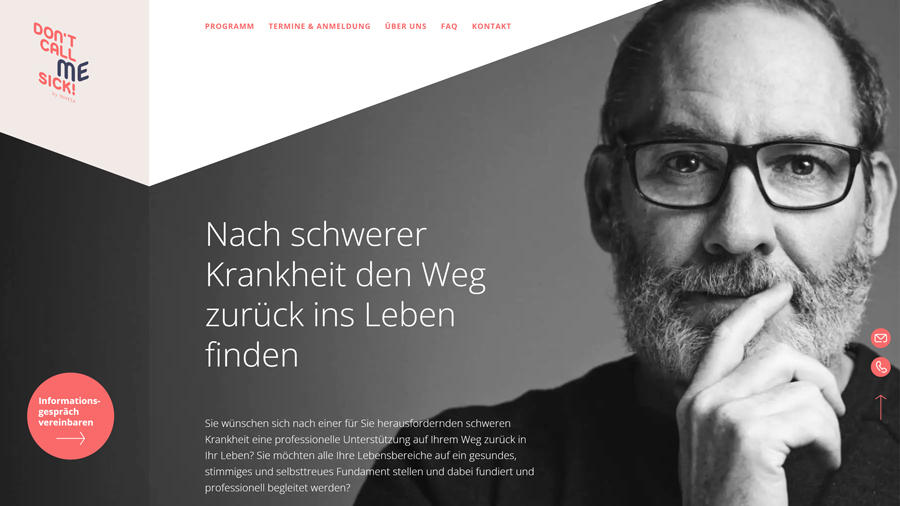 DON'T
CALL
ME
SICK!
PROGRAMM TERMINE & ANMELDUNG ÜBER UNS FAQ KONTAKT
Nach schwerer
Krankheit den Weg
zurück ins Leben
finden
Informations-
gespräch
vereinbaren
Sie wünschen sich nach einer für Sie herausfordernden schweren
Krankheit eine professionelle Unterstützung auf Ihrem Weg zurück in
Ihr Leben? Sie möchten alle Ihre Lebensbereiche auf ein gesundes,
stimmiges und selbsttreues Fundament stellen und dabei fundiert und
professionell begleitet werden?